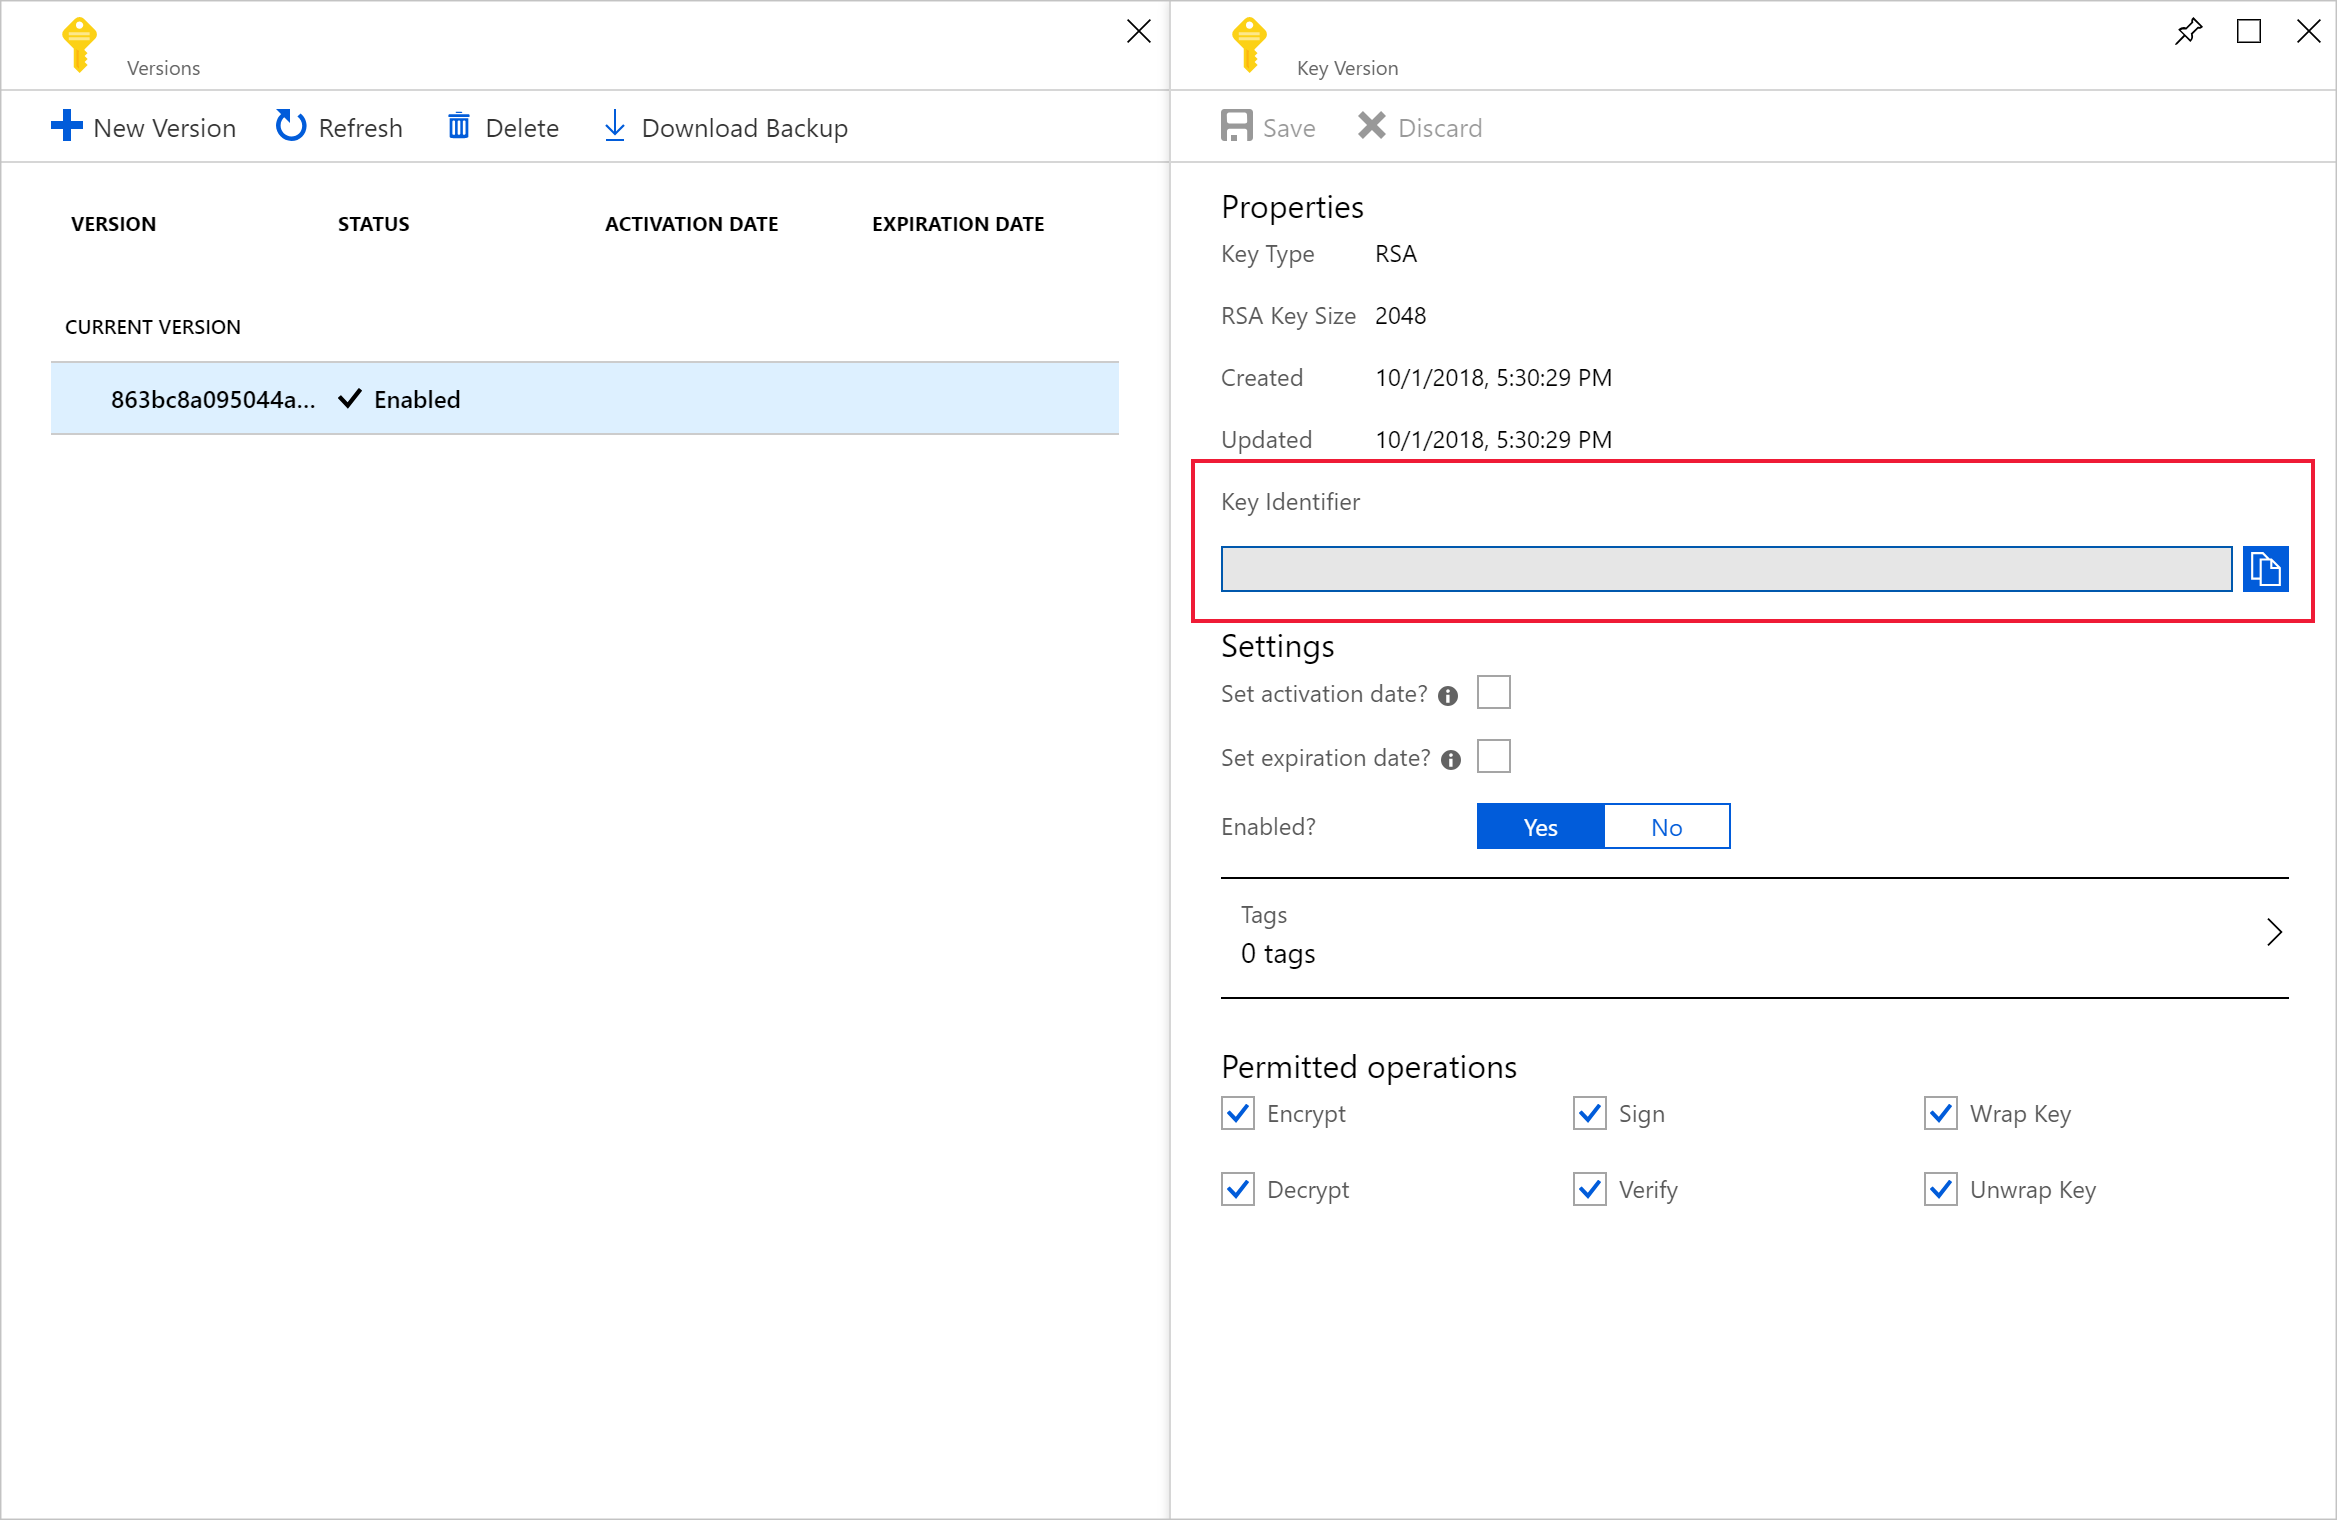 Versions
New Version
Refresh
Delete
Download Backup
VERSION
STATUS
ACTIVATION DATE
EXPIRATION DATE
CURRENT VERSION
863bc8a095044a...
Enabled
Key Version
Save
Discard
Properties
Key Type RSA
RSA Key Size 2048
Created 10/1/2018, 5:30:29 PM
Updated 10/1/2018, 5:30:29 PM
Key Identifier
Settings
Set activation date?
Set expiration date?
Enabled? Yes No
Tags
0 tags
Permitted operations
Encrypt Sign Wrap Key
Decrypt Verify Unwrap Key